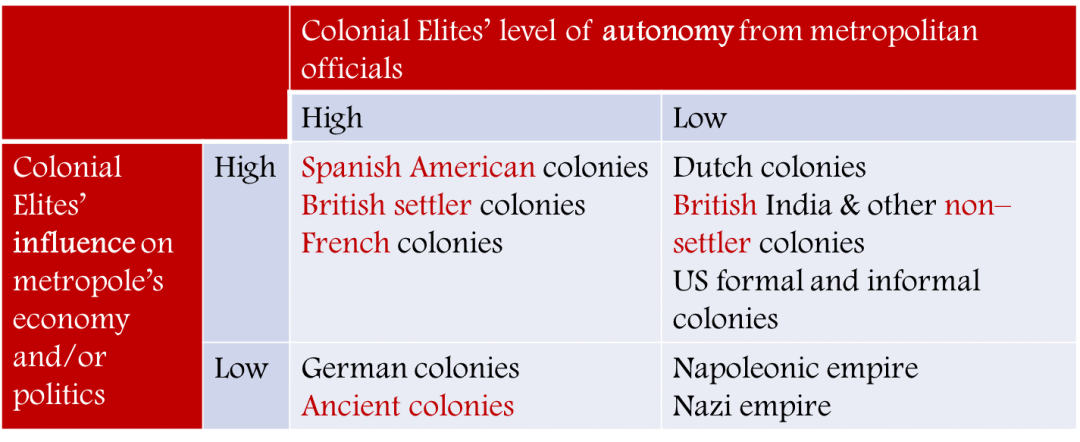 Colonial Elites' level of autonomy from metropolitan
officials
High
Low
Colonial
Elites'
influence on
metropole's
economy
and/or
politics
High
Spanish American colonies
British settler colonies
French colonies
Dutch colonies
British India & other non–
settler colonies
US formal and informal
colonies
Low
German colonies
Ancient colonies
Napoleonic empire
Nazi empire